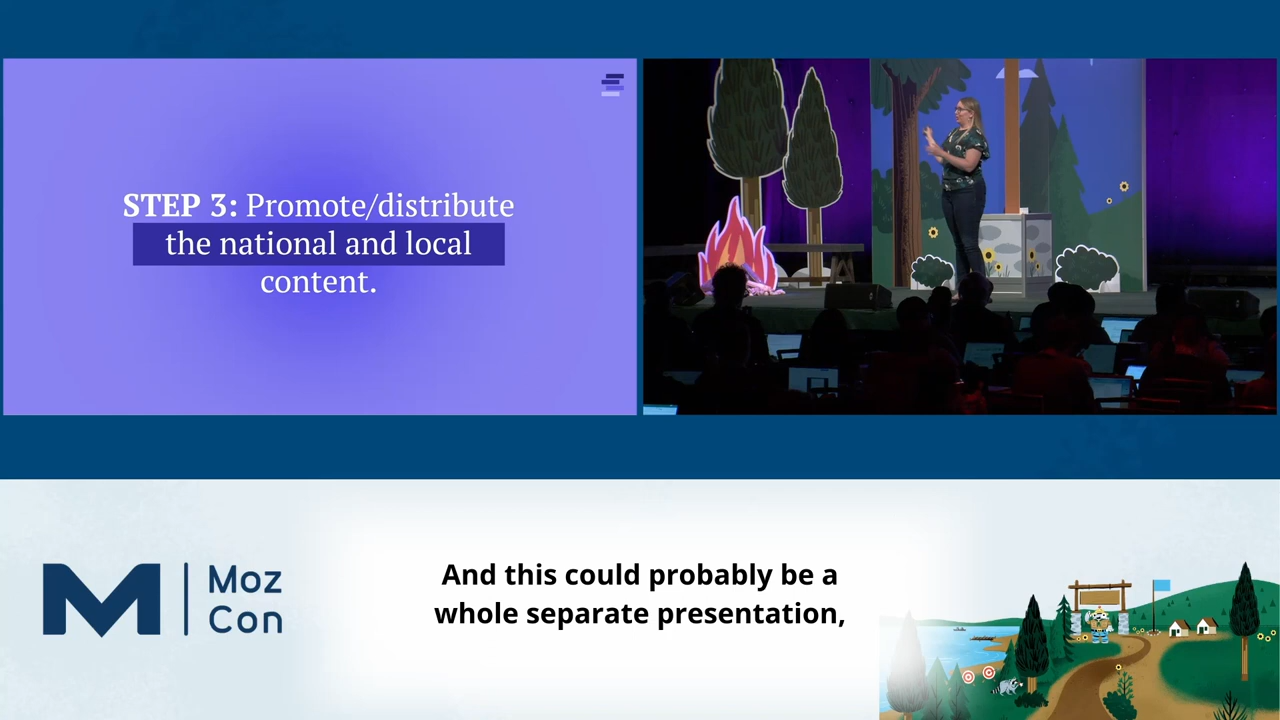 STEP 3: Promote/distribute
the national and local
content.
Moz
Con
And this could probably be a
whole separate presentation,